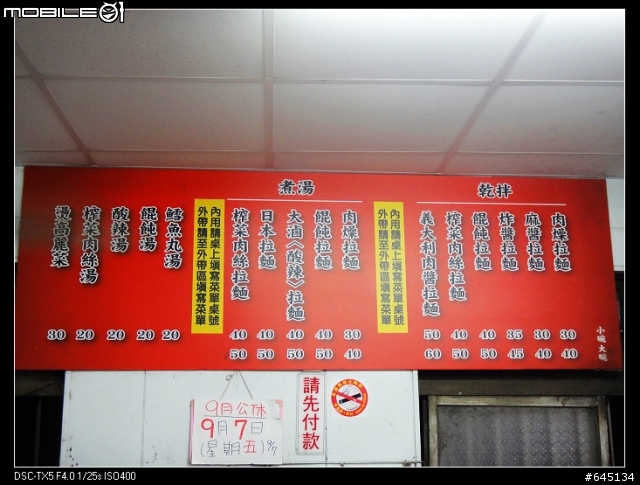 MOBILE01
乾拌
肉燥拉麵 30 40
麻醬拉麵 30 40
炸醬拉麵 35 45
餛飩拉麵 40 50
榨菜肉絲拉麵 40 50
義大利肉醬拉麵 50 60
小碗 大碗
內用請桌上填寫菜單桌號
外帶請至外帶區填寫菜單
煮湯
肉燥拉麵 30 40
餛飩拉麵 40 50
大滷〈酸辣〉拉麵 40 50
日本拉麵 40 50
榨菜肉絲拉麵 40 50
內用請桌上填寫菜單桌號
外帶請至外帶區填寫菜單
鱈魚丸湯 20
餛飩湯 20
酸辣湯 20
榨菜肉絲湯 20
燙高麗菜 30
9月公休
9月7日
(星期五) 9/7
請先付款
DSC-TX5 F4.0 1/25s ISO400
#645134